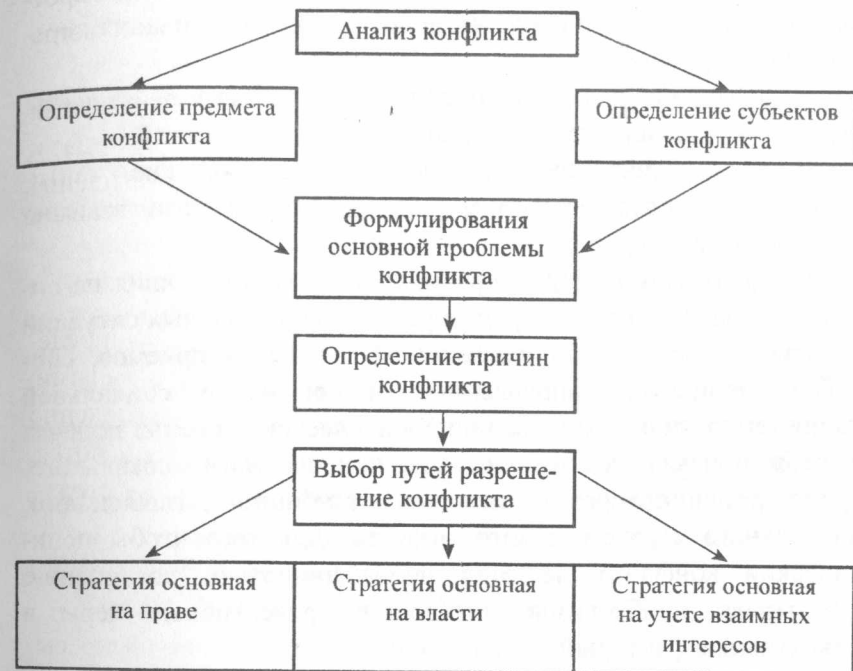 Анализ конфликта
Определение предмета
конфликта
Определение субъектов
конфликта
Формулирования
основной проблемы
конфликта
Определение причин
конфликта
Выбор путей разреше-
ние конфликта
Стратегия основная
на праве
Стратегия основная
на власти
Стратегия основная
на учете взаимных
интересов